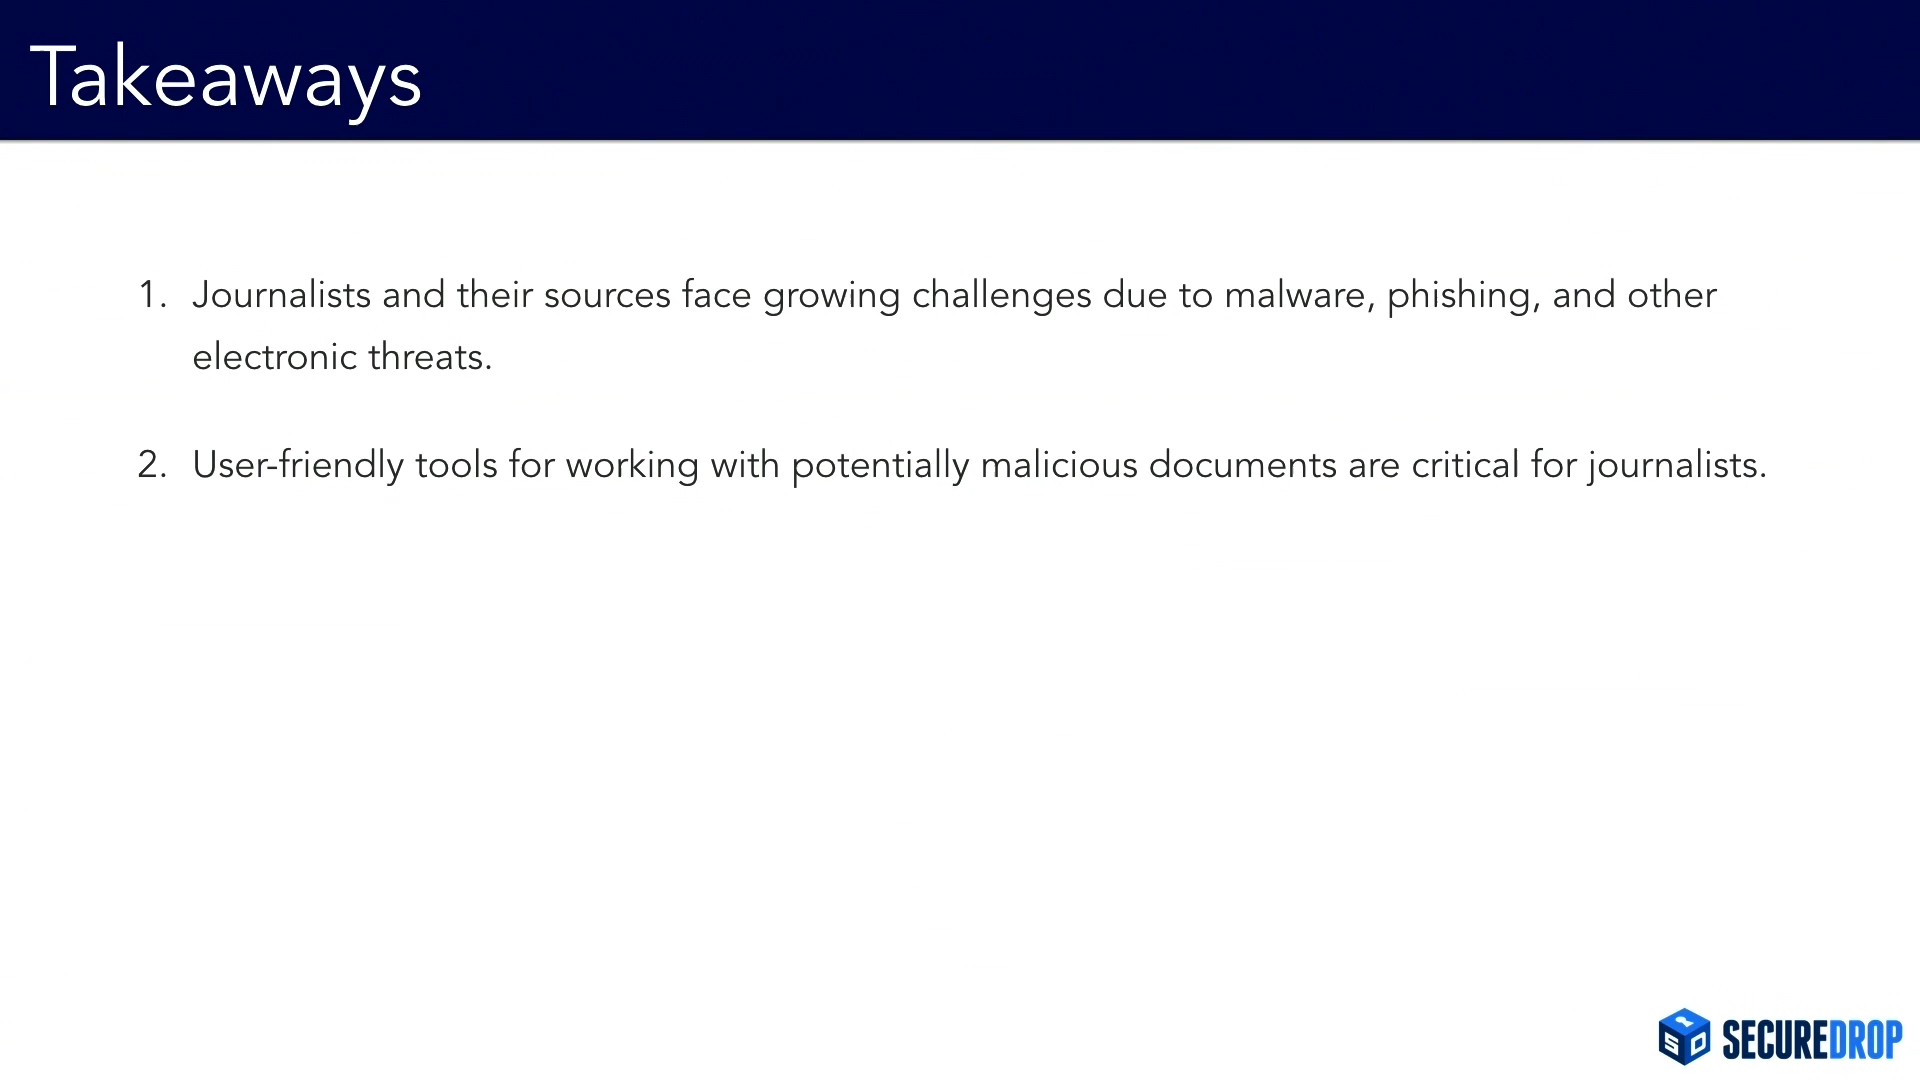 Takeaways
1. Journalists and their sources face growing challenges due to malware, phishing, and other
electronic threats.
2. User-friendly tools for working with potentially malicious documents are critical for journalists.
SD SECUREDROP